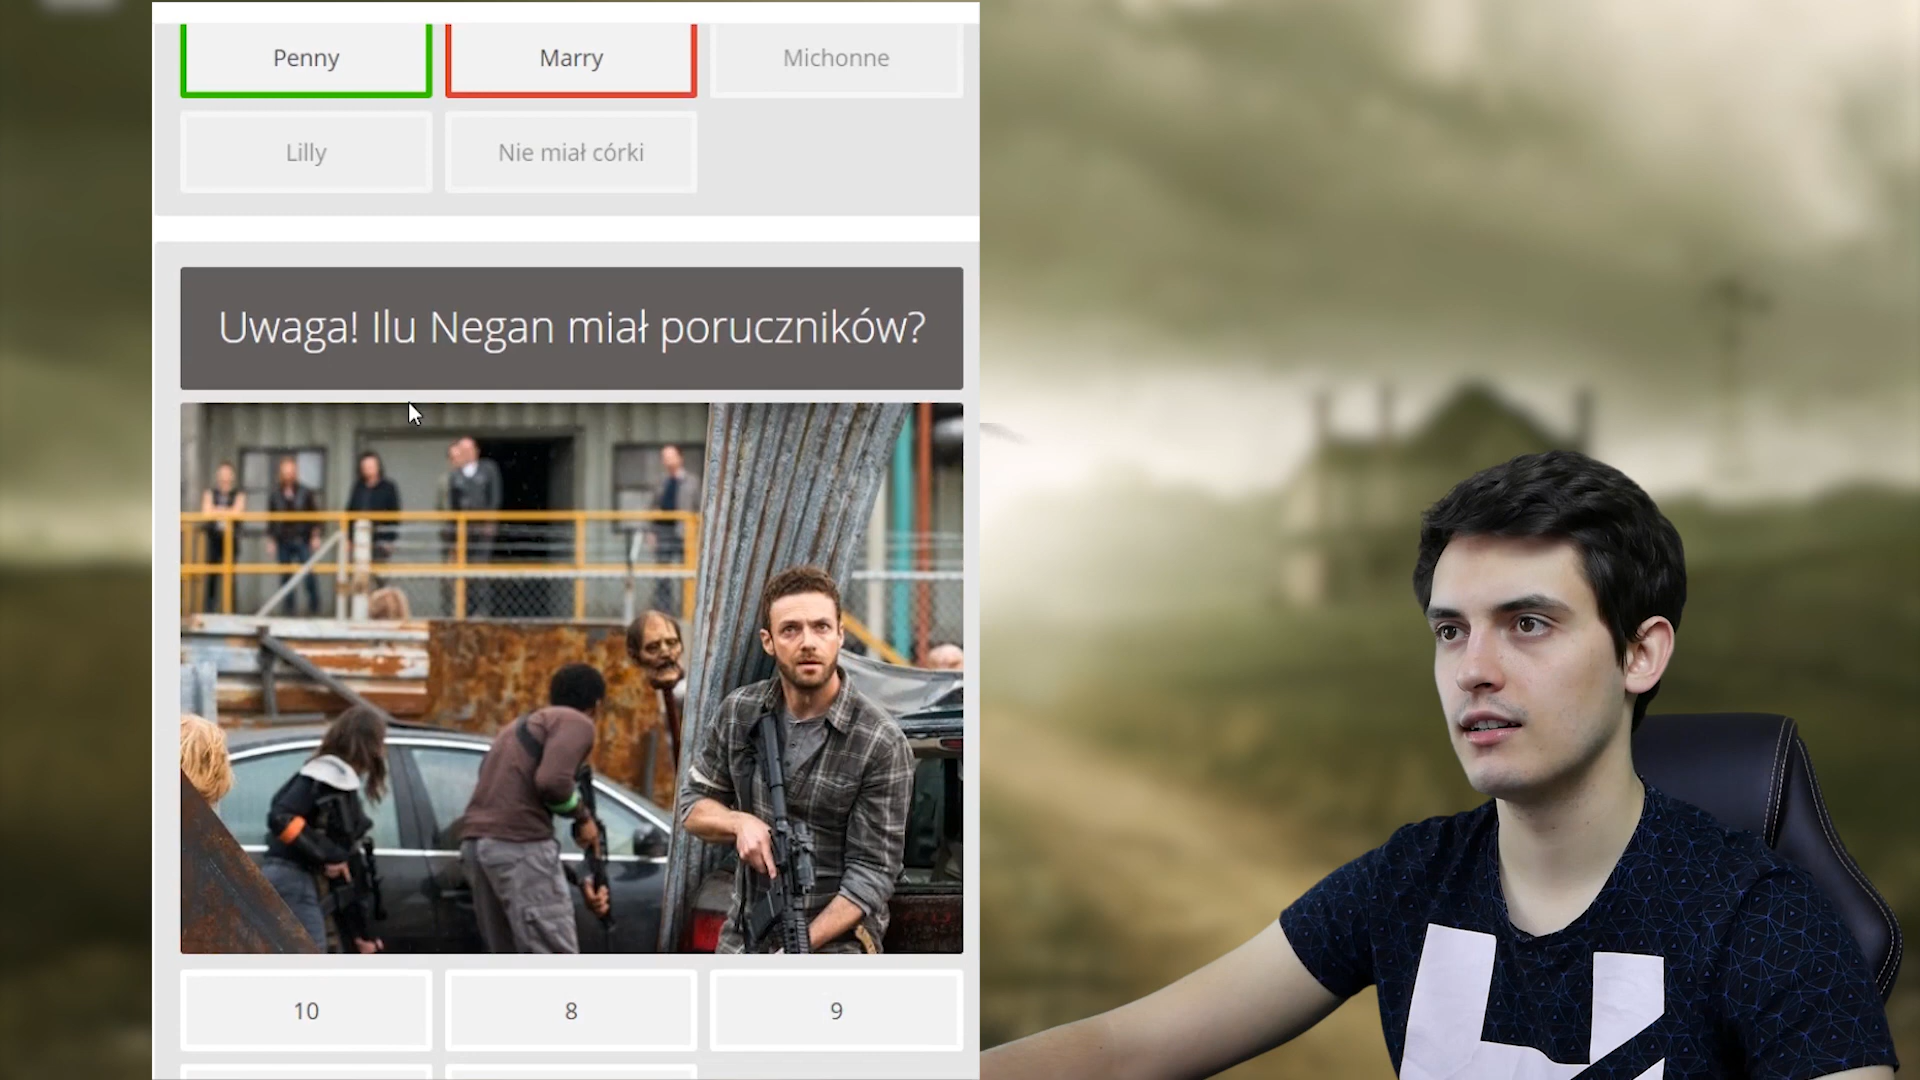 Penny
Marry
Michonne
Lilly
Nie miał córki
Uwaga! Ilu Negan miał poruczników?
10
8
9